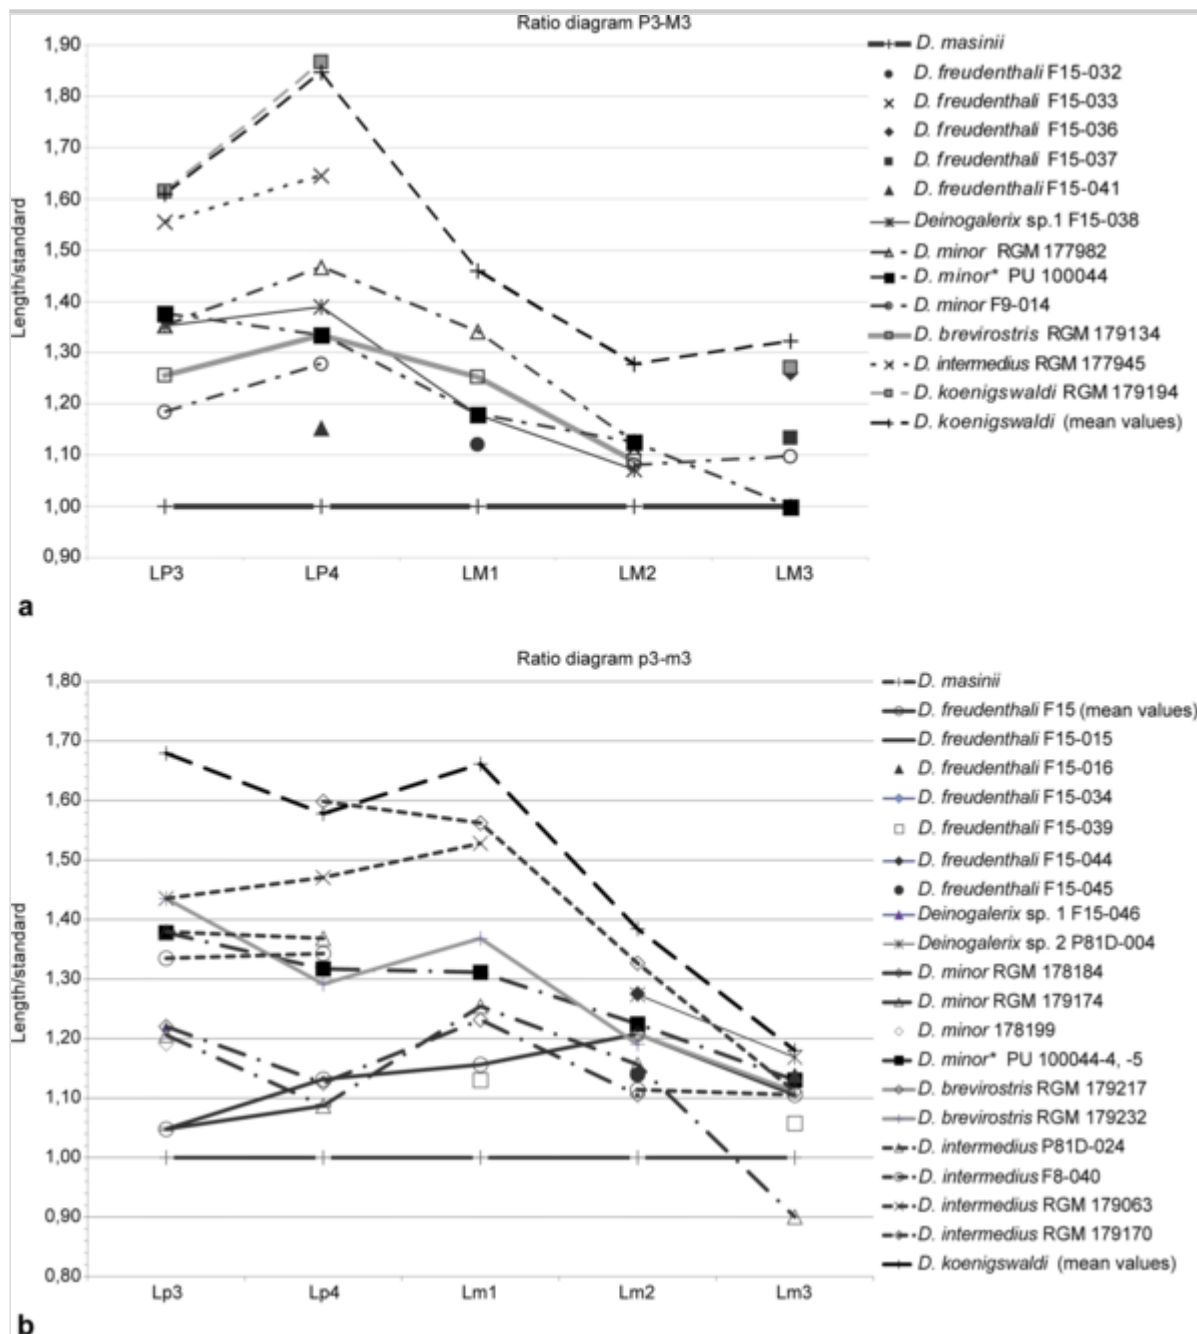 Ratio diagram P3-M3
Length/standard
1,90
1,80
1,70
1,60
1,50
1,40
1,30
1,20
1,10
1,00
0,90
LP3 LP4 LM1 LM2 LM3
D. masinii
D. freudenthali F15-032
D. freudenthali F15-033
D. freudenthali F15-036
D. freudenthali F15-037
D. freudenthali F15-041
Deinogalerix sp.1 F15-038
D. minor RGM 177982
D. minor* PU 100044
D. minor F9-014
D. brevirostris RGM 179134
D. intermedius RGM 177945
D. koenigswaldi RGM 179194
D. koenigswaldi (mean values)
a
Ratio diagram p3-m3
Length/standard
1,80
1,70
1,60
1,50
1,40
1,30
1,20
1,10
1,00
0,90
0,80
Lp3 Lp4 Lm1 Lm2 Lm3
D. masinii
D. freudenthali F15 (mean values)
D. freudenthali F15-015
D. freudenthali F15-016
D. freudenthali F15-034
D. freudenthali F15-039
D. freudenthali F15-044
D. freudenthali F15-045
Deinogalerix sp. 1 F15-046
Deinogalerix sp. 2 P81D-004
D. minor RGM 178184
D. minor RGM 179174
D. minor 178199
D. minor* PU 100044-4, -5
D. brevirostris RGM 179217
D. brevirostris RGM 179232
D. intermedius P81D-024
D. intermedius F8-040
D. intermedius RGM 179063
D. intermedius RGM 179170
D. koenigswaldi (mean values)
b